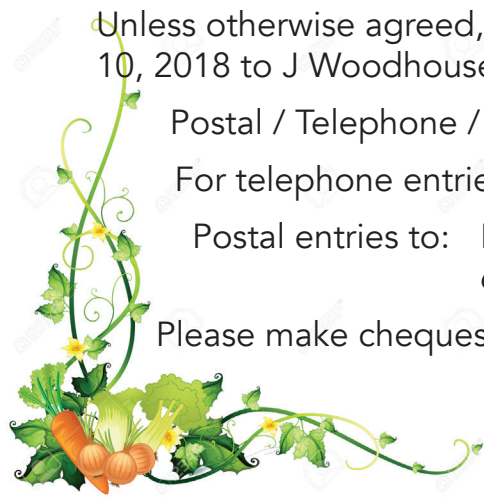 Unless otherwise agreed,
10, 2018 to J Woodhouse
Postal / Telephone /
For telephone entrie
Postal entries to:
Please make cheques